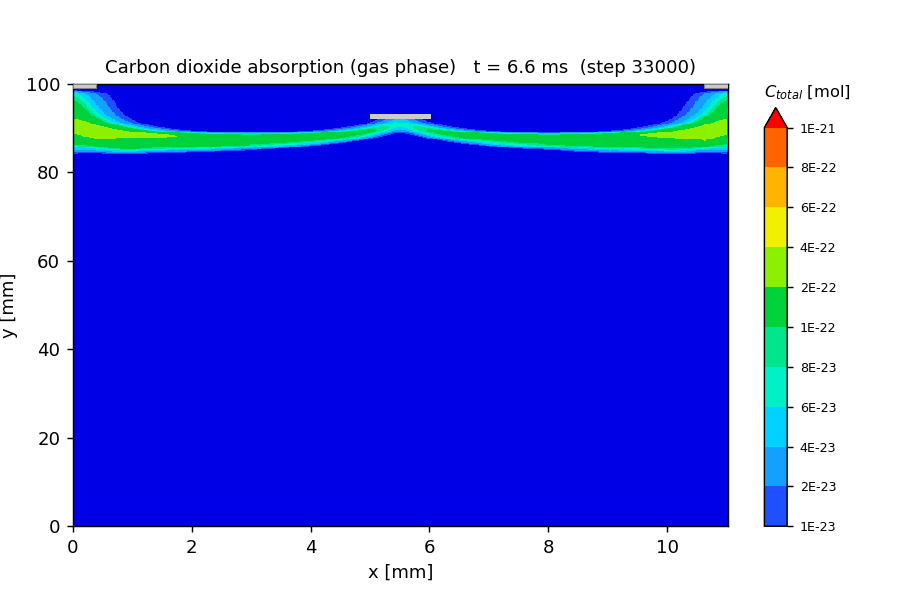 Carbon dioxide absorption (gas phase)   t = 6.6 ms  (step 33000)
C_total [mol]
1E-21
8E-22
6E-22
4E-22
2E-22
1E-22
8E-23
6E-23
4E-23
2E-23
1E-23
y [mm]
100
80
60
40
20
0
0 2 4 6 8 10
x [mm]